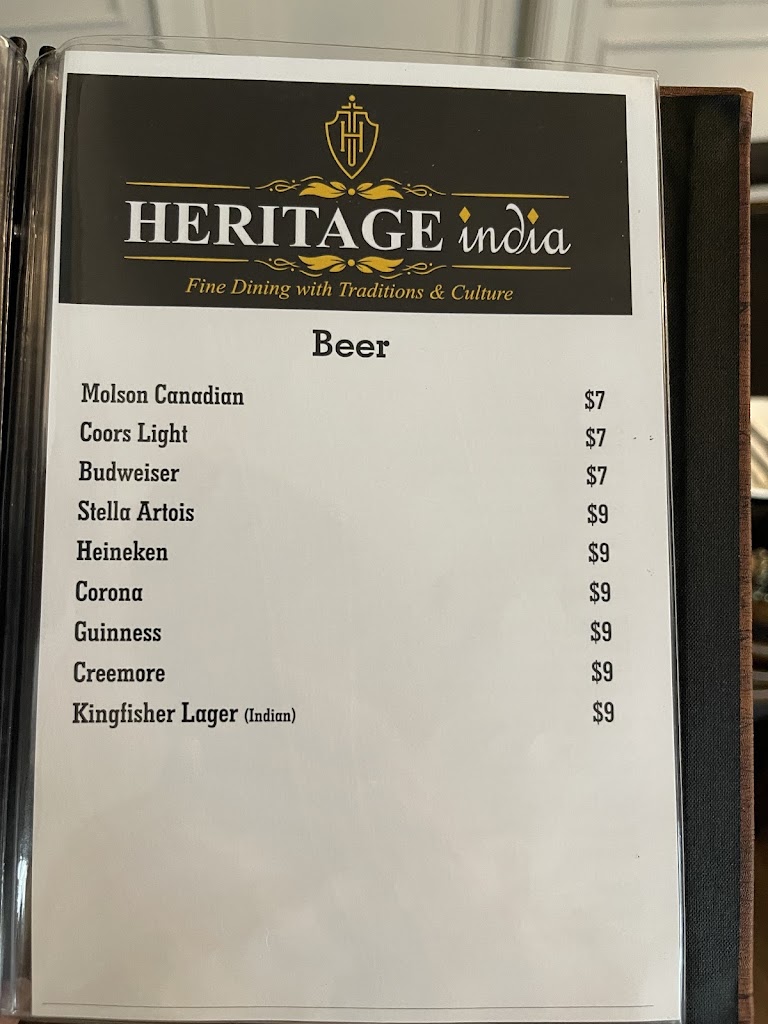 HERITAGE india
Fine Dining with Traditions & Culture
Beer
Molson Canadian $7
Coors Light $7
Budweiser $7
Stella Artois $9
Heineken $9
Corona $9
Guinness $9
Creemore $9
Kingfisher Lager (Indian) $9